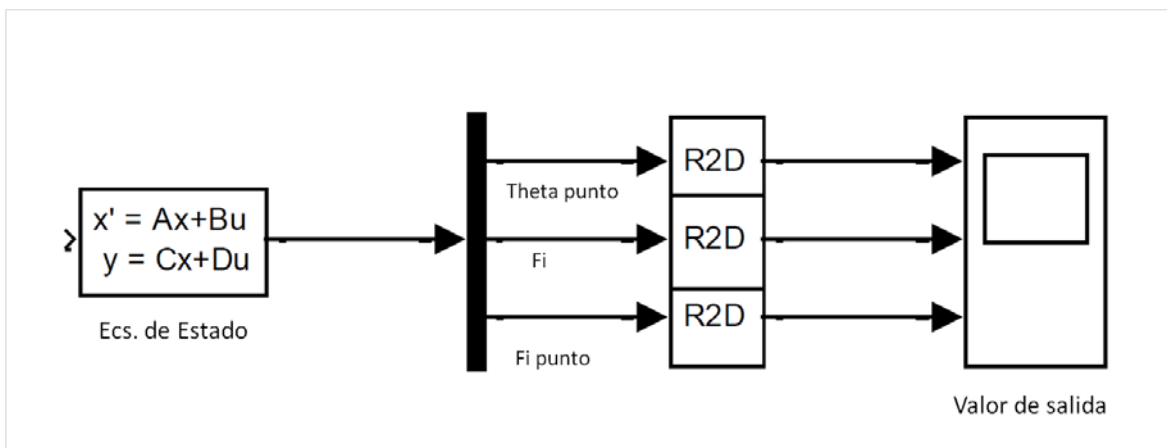 x' = Ax+Bu
y = Cx+Du
Ecs. de Estado
Theta punto
Fi
Fi punto
R2D
R2D
R2D
Valor de salida